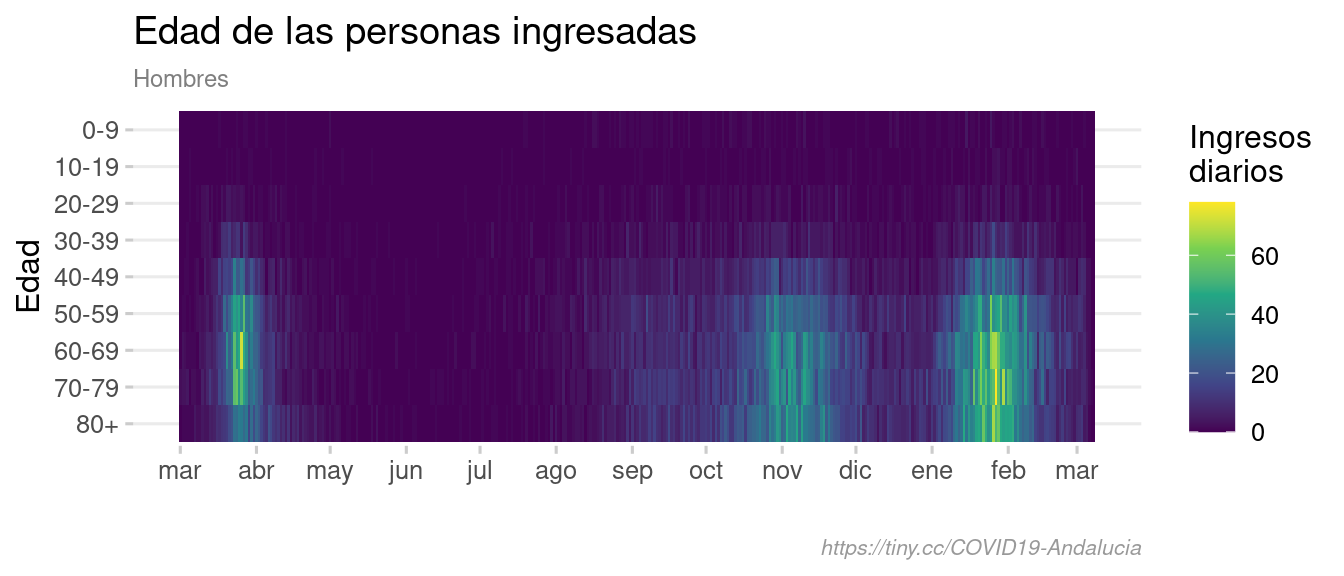 Edad de las personas ingresadas
Hombres
Edad
0-9
10-19
20-29
30-39
40-49
50-59
60-69
70-79
80+
mar abr may jun jul ago sep oct nov dic ene feb mar
Ingresos
diarios
60
40
20
0
https://tiny.cc/COVID19-Andalucia